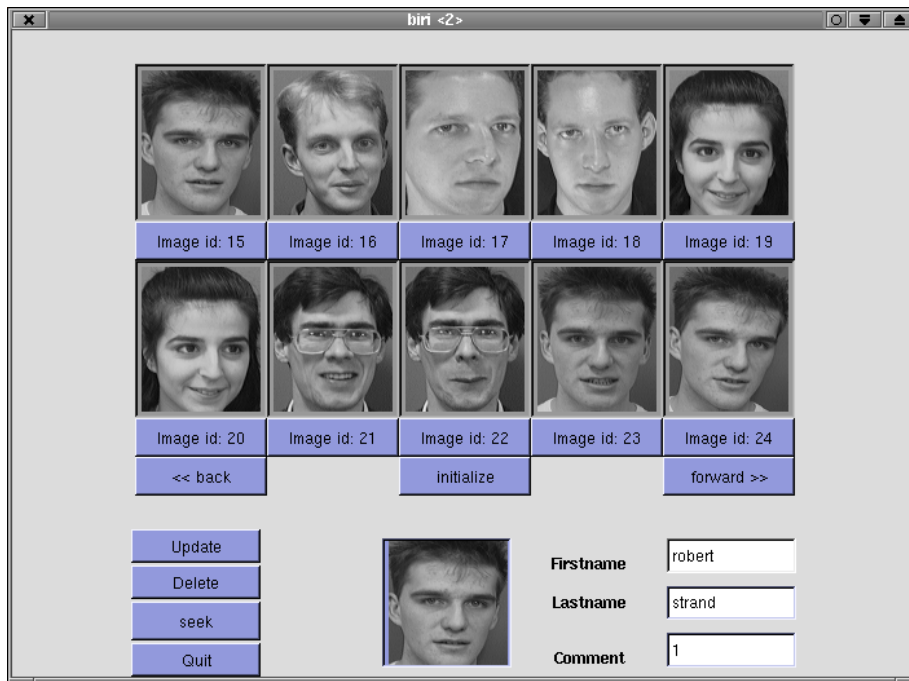 biri <2>
Image id: 15 Image id: 16 Image id: 17 Image id: 18 Image id: 19
Image id: 20 Image id: 21 Image id: 22 Image id: 23 Image id: 24
<< back initialize forward >>
Update
Delete
seek
Quit
Firstname robert
Lastname strand
Comment 1